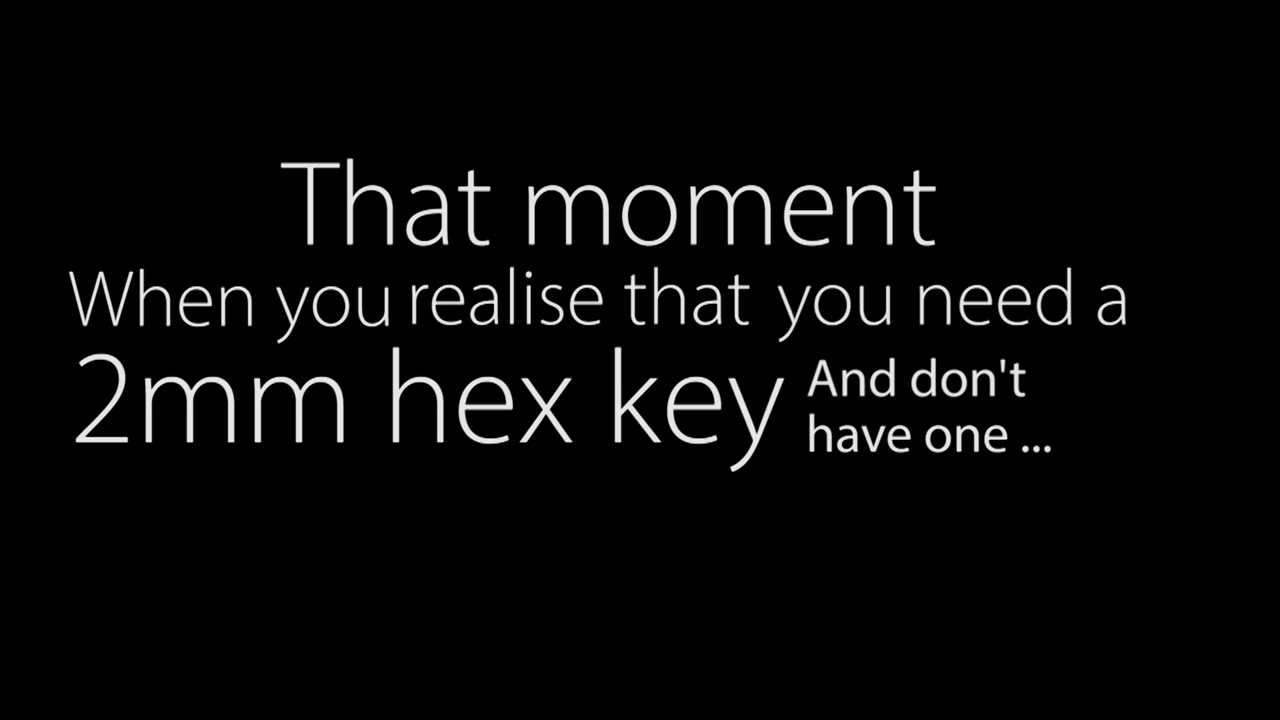 That moment
When you realise that you need a
2mm hex key
And don't
have one ...